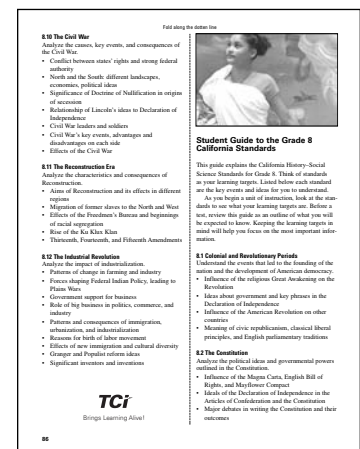 Fold along the dotten line
8.10 The Civil War
Analyze the causes, key events, and consequences of
the Civil War.
• Conflict between states' rights and strong federal
authority
• North and the South: different landscapes,
economies, political ideas
• Significance of Doctrine of Nullification in origins
of secession
• Relationship of Lincoln's ideas to Declaration of
Independence
• Civil War leaders and soldiers
• Civil War's key events, advantages and
disadvantages on each side
• Effects of the Civil War
8.11 The Reconstruction Era
Analyze the characteristics and consequences of
Reconstruction.
• Aims of Reconstruction and its effects in different
regions
• Migration of former slaves to the North and West
• Effects of the Freedmen's Bureau and beginnings
of racial segregation
• Rise of the Ku Klux Klan
• Thirteenth, Fourteenth, and Fifteenth Amendments
8.12 The Industrial Revolution
Analyze the impact of industrialization.
• Patterns of change in farming and industry
• Forces shaping Federal Indian Policy, leading to
Plains Wars
• Government support for business
• Role of big business in politics, commerce, and
industry
• Patterns and consequences of immigration,
urbanization, and industrialization
• Reasons for birth of labor movement
• Effects of new immigration and cultural diversity
• Granger and Populist reform ideas
• Significant inventors and inventions
TCi
Brings Learning Alive!
86
Student Guide to the Grade 8
California Standards
This guide explains the California History–Social
Science Standards for Grade 8. Think of standards
as your learning targets. Listed below each standard
are the key events and ideas for you to understand.
As you begin a unit of instruction, look at the stan-
dards to see what your learning targets are. Before a
test, review this guide as an outline of what you will
be expected to know. Keeping the learning targets in
mind will help you focus on the most important infor-
mation.
8.1 Colonial and Revolutionary Periods
Understand the events that led to the founding of the
nation and the development of American democracy.
• Influence of the religious Great Awakening on the
Revolution
• Ideas about government and key phrases in the
Declaration of Independence
• Influence of the American Revolution on other
countries
• Meaning of civic republicanism, classical liberal
principles, and English parliamentary traditions
8.2 The Constitution
Analyze the political ideas and governmental powers
outlined in the Constitution.
• Influence of the Magna Carta, English Bill of
Rights, and Mayflower Compact
• Ideals of the Declaration of Independence in the
Articles of Confederation and the Constitution
• Major debates in writing the Constitution and their
outcomes